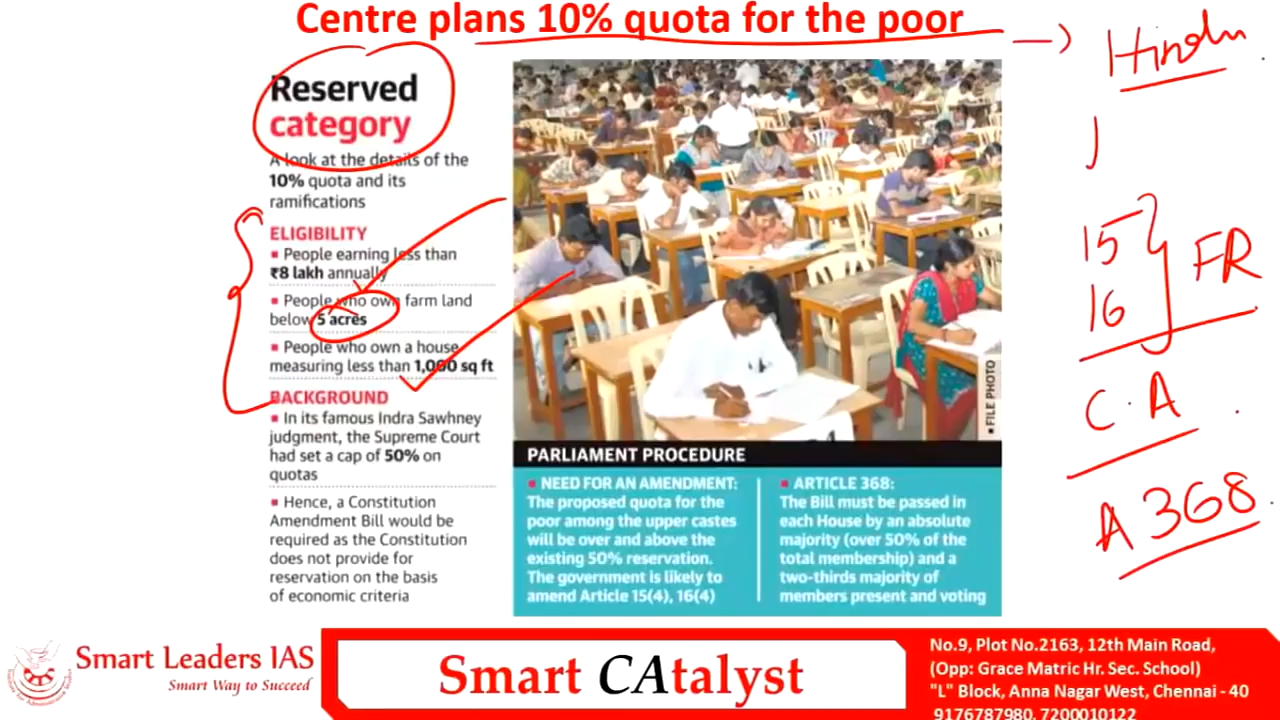 Centre plans 10% quota for the poor
Hindu
Reserved
category
A look at the details of the
10% quota and its
ramifications
ELIGIBILITY
▪ People earning less than
₹8 lakh annually
▪ People who own farm land
below 5 acres
▪ People who own a house
measuring less than 1,000 sq ft
BACKGROUND
▪ In its famous Indra Sawhney
judgment, the Supreme Court
had set a cap of 50% on
quotas
▪ Hence, a Constitution
Amendment Bill would be
required as the Constitution
does not provide for
reservation on the basis
of economic criteria
▪ FILE PHOTO
PARLIAMENT PROCEDURE
▪ NEED FOR AN AMENDMENT:
The proposed quota for the
poor among the upper castes
will be over and above the
existing 50% reservation.
The government is likely to
amend Article 15(4), 16(4)
▪ ARTICLE 368:
The Bill must be passed in
each House by an absolute
majority (over 50% of the
total membership) and a
two-thirds majority of
members present and voting
15
16
FR
C.A
A 368
Smart Leaders IAS
Smart Way to Succeed
Smart CAtalyst
No.9, Plot No.2163, 12th Main Road,
(Opp: Grace Matric Hr. Sec. School)
"L" Block, Anna Nagar West, Chennai - 40
9176787980, 7200010122